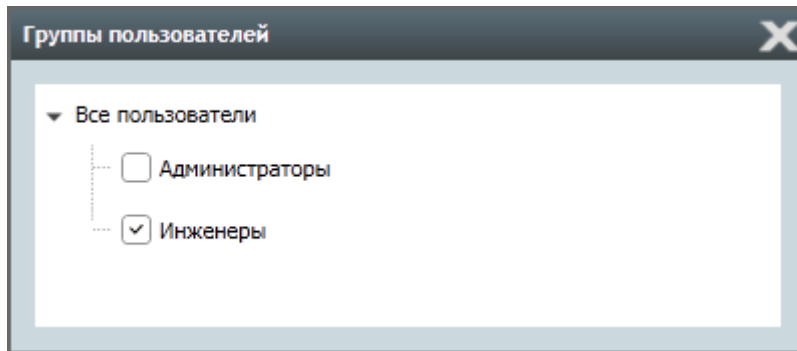 Группы пользователей
Все пользователи
Администраторы
Инженеры